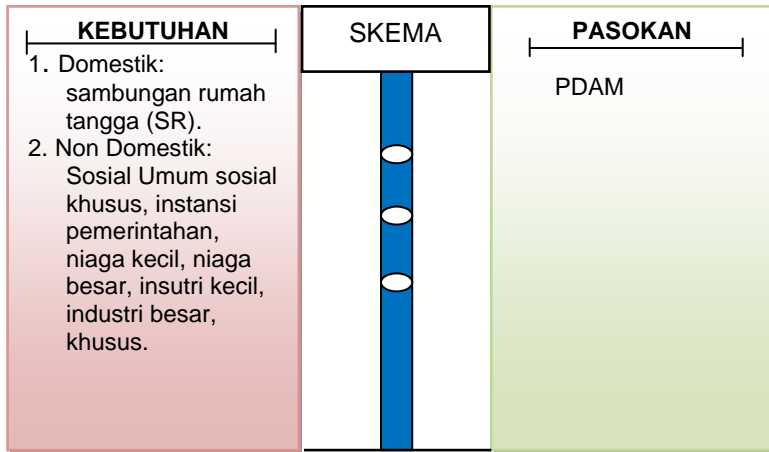 KEBUTUHAN
1. Domestik:
sambungan rumah
tangga (SR).
2. Non Domestik:
Sosial Umum sosial
khusus, instansi
pemerintahan,
niaga kecil, niaga
besar, insutri kecil,
industri besar,
khusus.
SKEMA
PASOKAN
PDAM